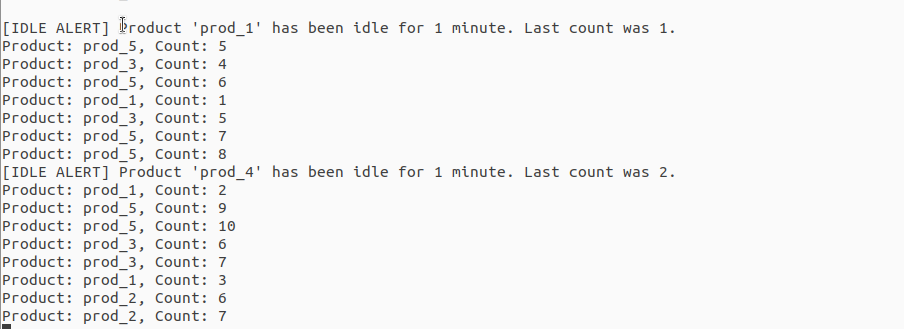 [IDLE ALERT] Product 'prod_1' has been idle for 1 minute. Last count was 1.
Product: prod_5, Count: 5
Product: prod_3, Count: 4
Product: prod_5, Count: 6
Product: prod_1, Count: 1
Product: prod_3, Count: 5
Product: prod_5, Count: 7
Product: prod_5, Count: 8
[IDLE ALERT] Product 'prod_4' has been idle for 1 minute. Last count was 2.
Product: prod_1, Count: 2
Product: prod_5, Count: 9
Product: prod_5, Count: 10
Product: prod_3, Count: 6
Product: prod_3, Count: 7
Product: prod_1, Count: 3
Product: prod_2, Count: 6
Product: prod_2, Count: 7